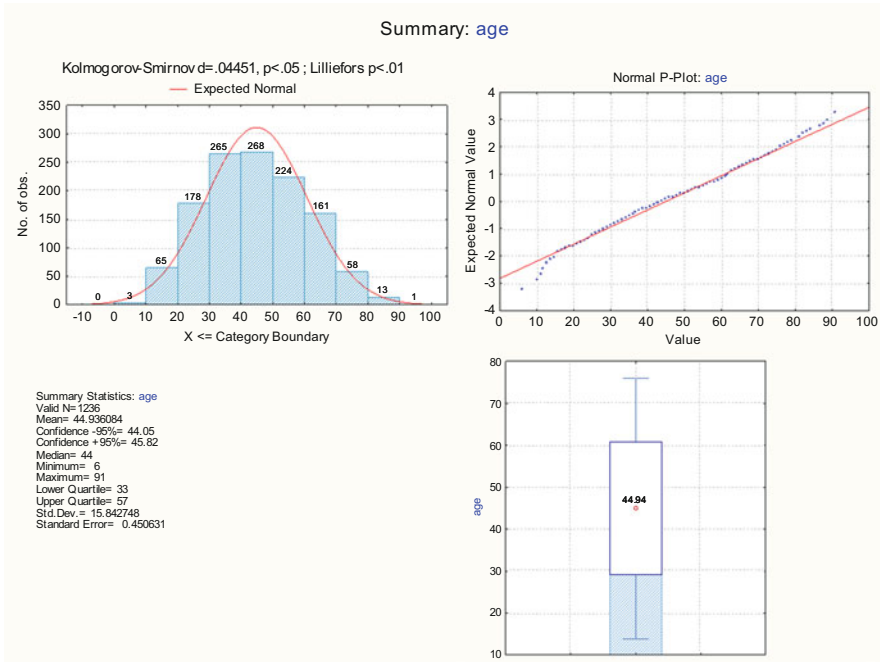 Summary: age
Kolmogorov-Smirnov d=.04451, p<.05 ; Lilliefors p<.01
Expected Normal
350
300
250
200
150
100
50
0
No. of obs.
0 3 65 178 265 268 224 161 58 13 1
-10 0 10 20 30 40 50 60 70 80 90 100
X <= Category Boundary
Normal P-Plot: age
4
3
2
1
0
-1
-2
-3
-4
Expected Normal Value
0 10 20 30 40 50 60 70 80 90 100
Value
Summary Statistics: age
Valid N=1236
Mean= 44.936084
Confidence -95%= 44.05
Confidence +95%= 45.82
Median= 44
Minimum= 6
Maximum= 91
Lower Quartile= 33
Upper Quartile= 57
Std.Dev.= 15.842748
Standard Error= 0.450631
80
70
60
50
40
30
20
10
age
44.94